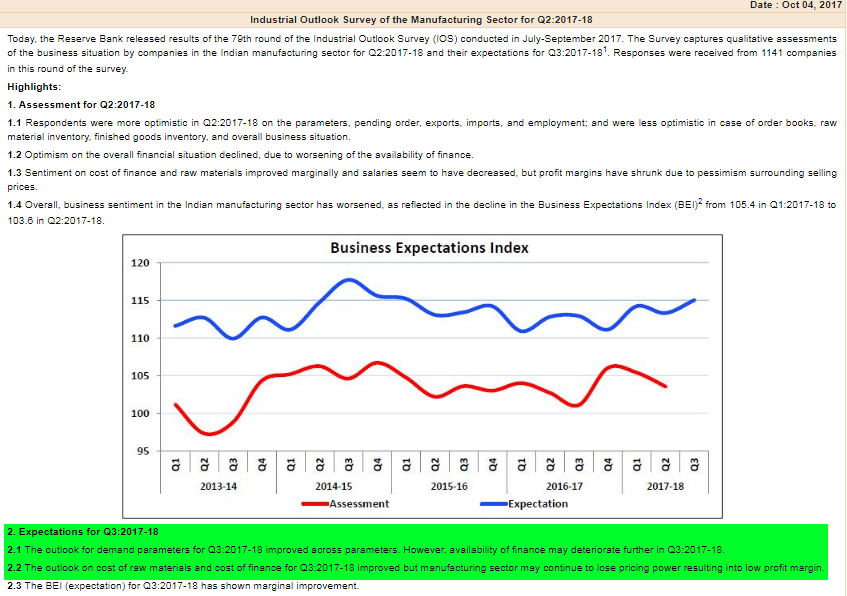 Date : Oct 04, 2017
Industrial Outlook Survey of the Manufacturing Sector for Q2:2017-18
Today, the Reserve Bank released results of the 79th round of the Industrial Outlook Survey (IOS) conducted in July-September 2017. The Survey captures qualitative assessments
of the business situation by companies in the Indian manufacturing sector for Q2:2017-18 and their expectations for Q3:2017-18¹. Responses were received from 1141 companies
in this round of the survey.
Highlights:
1. Assessment for Q2:2017-18
1.1 Respondents were more optimistic in Q2:2017-18 on the parameters, pending order, exports, imports, and employment; and were less optimistic in case of order books, raw
material inventory, finished goods inventory, and overall business situation.
1.2 Optimism on the overall financial situation declined, due to worsening of the availability of finance.
1.3 Sentiment on cost of finance and raw materials improved marginally and salaries seem to have decreased, but profit margins have shrunk due to pessimism surrounding selling
prices.
1.4 Overall, business sentiment in the Indian manufacturing sector has worsened, as reflected in the decline in the Business Expectations Index (BEI)² from 105.4 in Q1:2017-18 to
103.6 in Q2:2017-18.
Business Expectations Index
120
115
110
105
100
95
Q1 Q2 Q3 Q4 Q1 Q2 Q3 Q4 Q1 Q2 Q3 Q4 Q1 Q2 Q3 Q4 Q1 Q2 Q3
2013-14 2014-15 2015-16 2016-17 2017-18
Assessment Expectation
2. Expectations for Q3:2017-18
2.1 The outlook for demand parameters for Q3:2017-18 improved across parameters. However, availability of finance may deteriorate further in Q3:2017-18.
2.2 The outlook on cost of raw materials and cost of finance for Q3:2017-18 improved but manufacturing sector may continue to lose pricing power resulting into low profit margin.
2.3 The BEI (expectation) for Q3:2017-18 has shown marginal improvement.